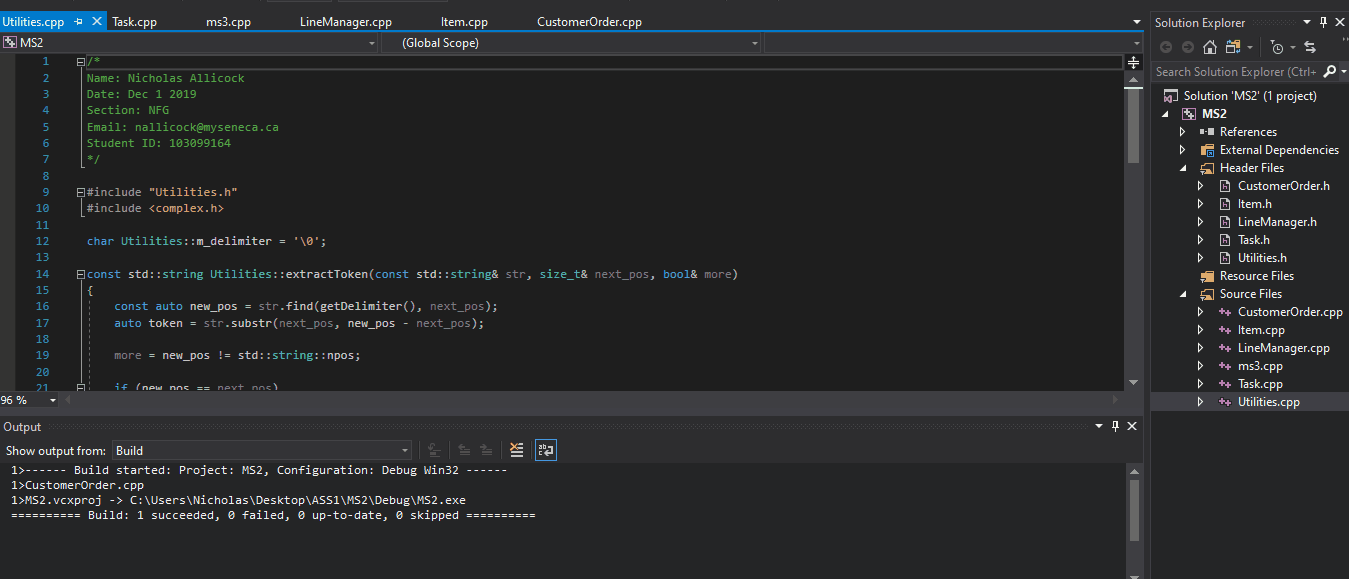 Utilities.cpp Task.cpp ms3.cpp LineManager.cpp Item.cpp CustomerOrder.cpp
MS2 (Global Scope)
1 /*
2 Name: Nicholas Allicock
3 Date: Dec 1 2019
4 Section: NFG
5 Email: nallicock@myseneca.ca
6 Student ID: 103099164
7 */
8
9 #include "Utilities.h"
10 #include <complex.h>
11
12 char Utilities::m_delimiter = '\0';
13
14 const std::string Utilities::extractToken(const std::string& str, size_t& next_pos, bool& more)
15 {
16 const auto new_pos = str.find(getDelimiter(), next_pos);
17 auto token = str.substr(next_pos, new_pos - next_pos);
18
19 more = new_pos != std::string::npos;
20
21 if (new_pos == next_pos)
96 %
Output
Show output from: Build
1>------ Build started: Project: MS2, Configuration: Debug Win32 ------
1>CustomerOrder.cpp
1>MS2.vcxproj -> C:\Users\Nicholas\Desktop\ASS1\MS2\Debug\MS2.exe
========== Build: 1 succeeded, 0 failed, 0 up-to-date, 0 skipped ==========
Solution Explorer
Search Solution Explorer (Ctrl+
Solution 'MS2' (1 project)
MS2
References
External Dependencies
Header Files
CustomerOrder.h
Item.h
LineManager.h
Task.h
Utilities.h
Resource Files
Source Files
CustomerOrder.cpp
Item.cpp
LineManager.cpp
ms3.cpp
Task.cpp
Utilities.cpp